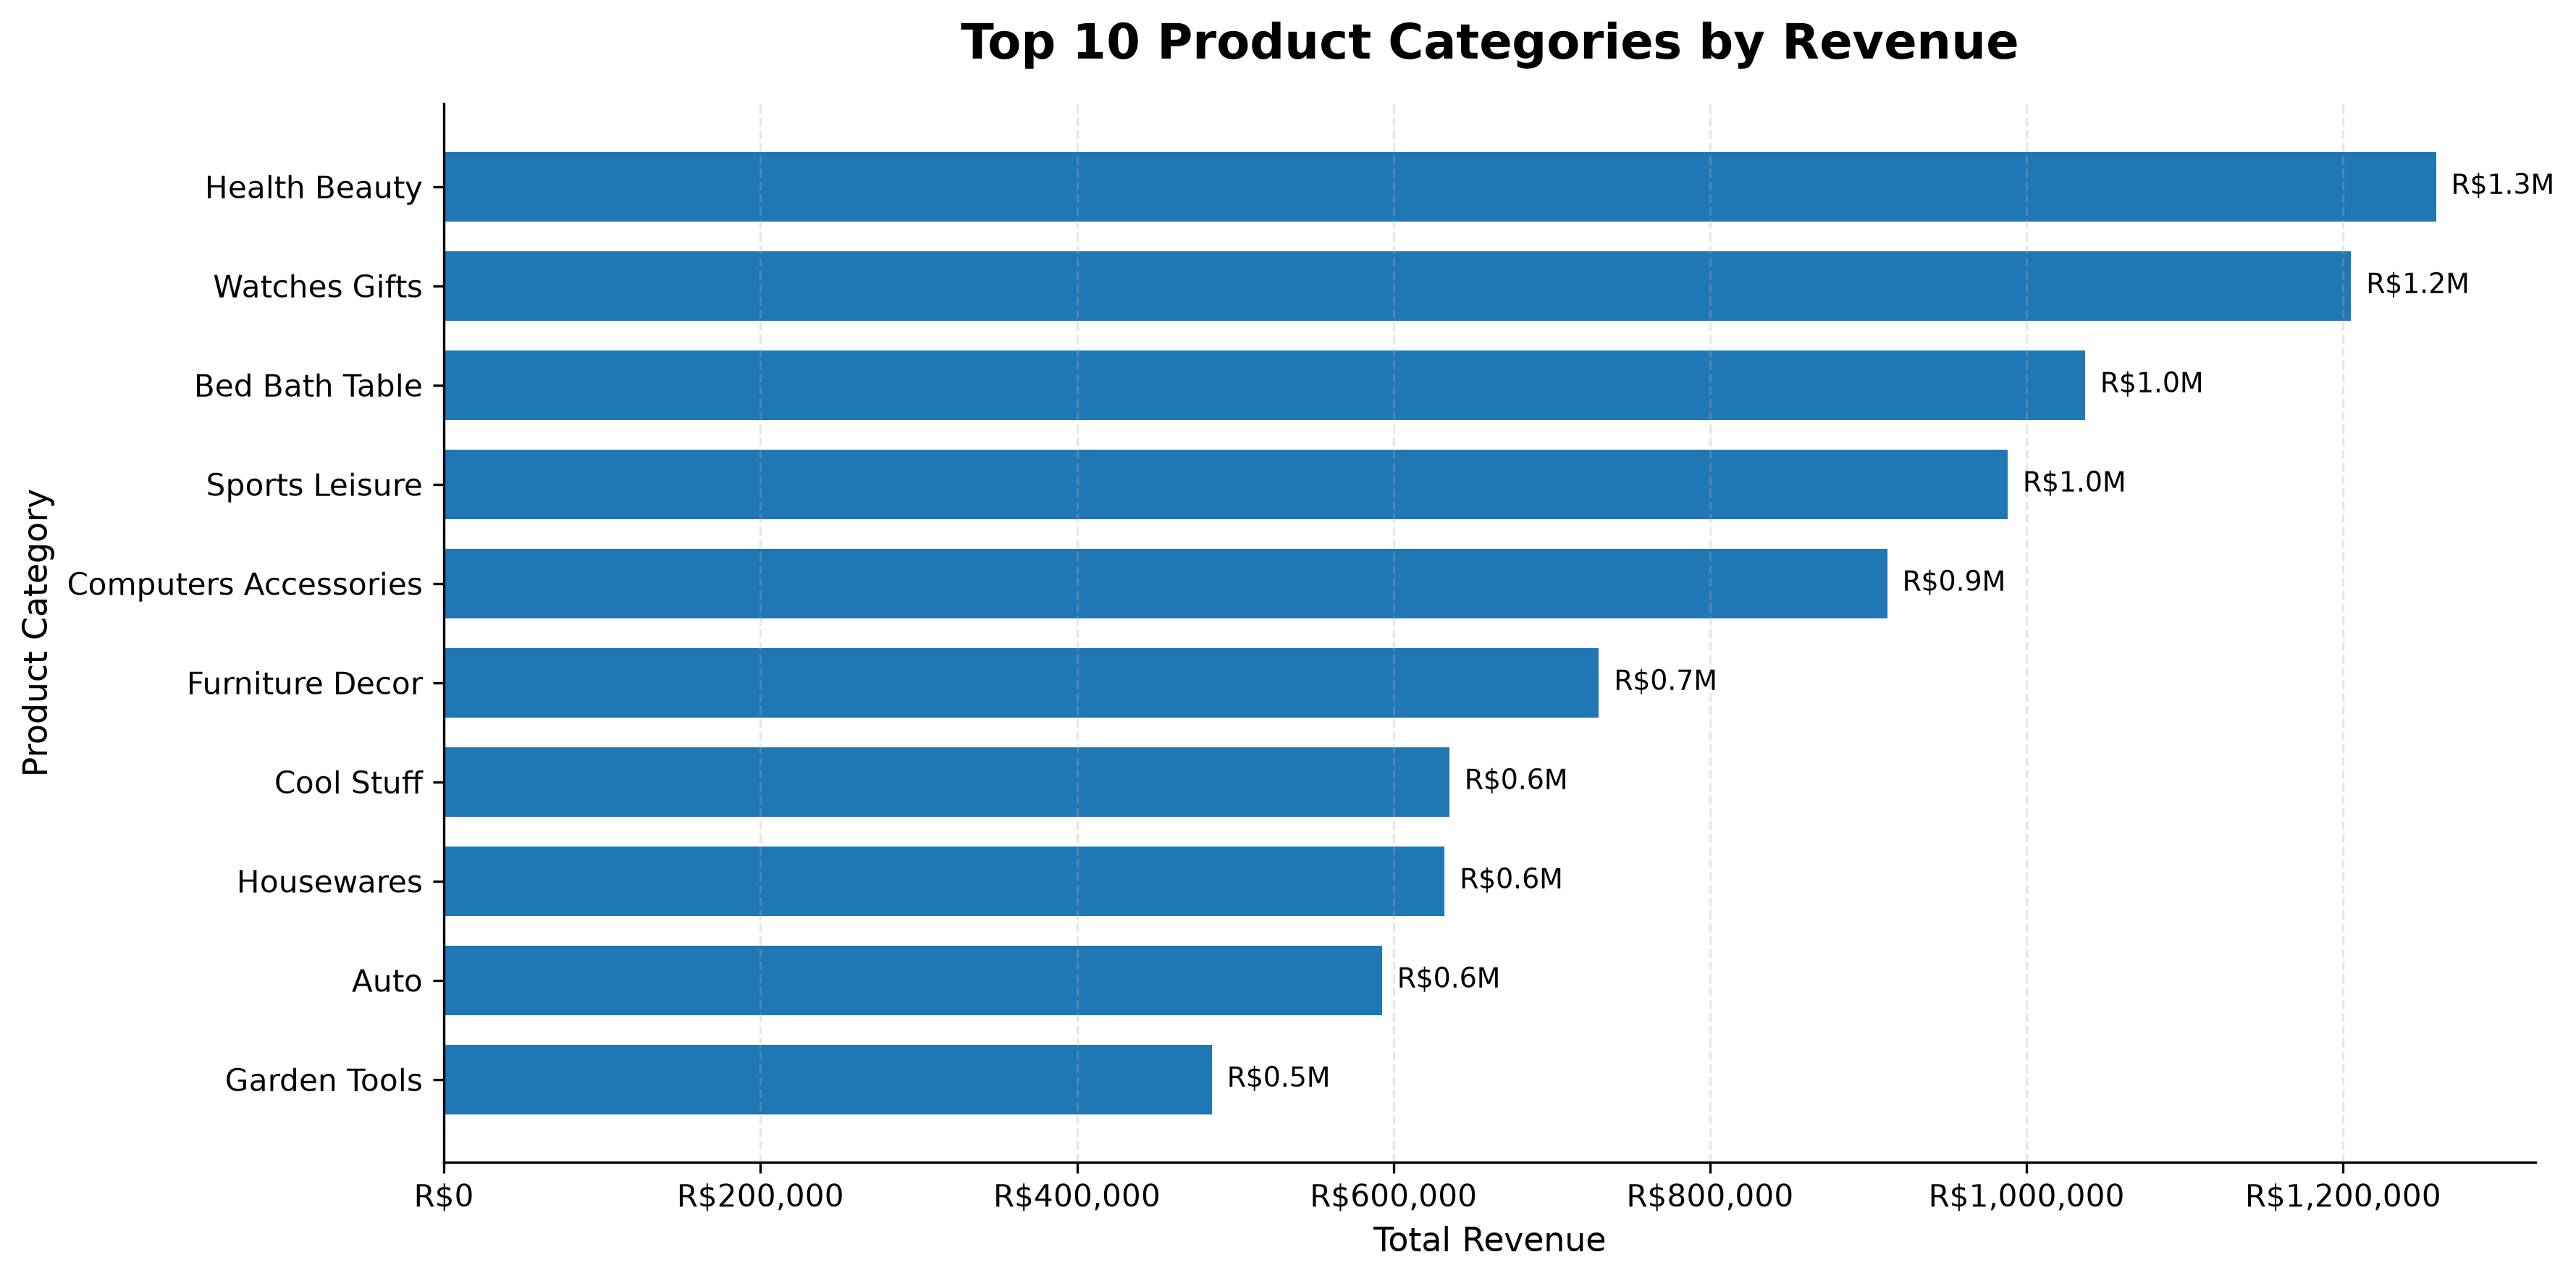 Top 10 Product Categories by Revenue
Product Category
Health Beauty R$1.3M
Watches Gifts R$1.2M
Bed Bath Table R$1.0M
Sports Leisure R$1.0M
Computers Accessories R$0.9M
Furniture Decor R$0.7M
Cool Stuff R$0.6M
Housewares R$0.6M
Auto R$0.6M
Garden Tools R$0.5M
R$0 R$200,000 R$400,000 R$600,000 R$800,000 R$1,000,000 R$1,200,000
Total Revenue